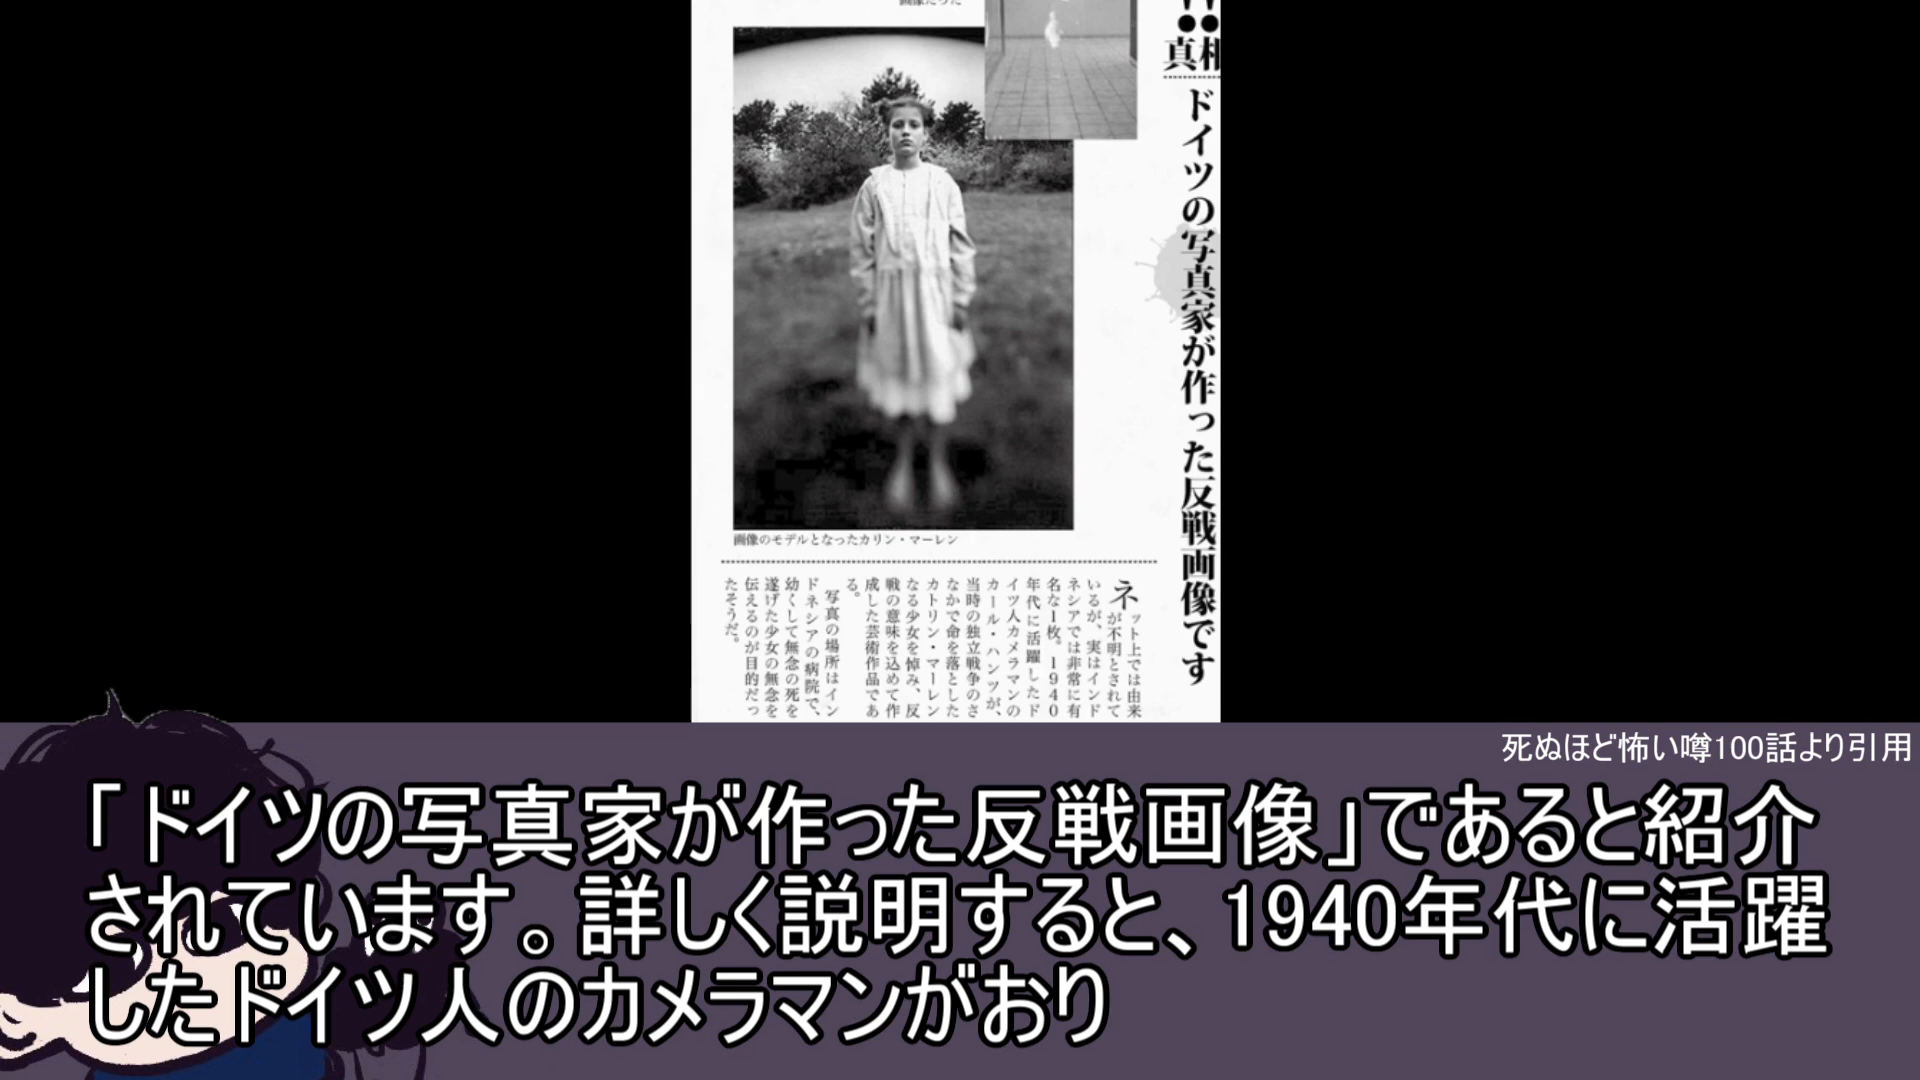 画像だった
!!
真相
ドイツの写真家が作った反戦画像です
画像のモデルとなったカリン・マーレン
ネット上では由来
が不明とされて
いるが、実はインド
ネシアでは非常に有
名な1枚。1940
年代に活躍したド
イツ人カメラマンの
カール・ハンツが、
当時の独立戦争のさ
なかで命を落とした
カトリン・マーレン
なる少女を悼み、反
戦の意味を込めて作
成した芸術作品であ
る。
写真の場所はイン
ドネシアの病院で、
幼くして無念の死を
遂げた少女の無念を
伝えるのが目的だっ
たそうだ。
死ぬほど怖い噂100話より引用
「ドイツの写真家が作った反戦画像」であると紹介
されています。詳しく説明すると、1940年代に活躍
したドイツ人のカメラマンがおり